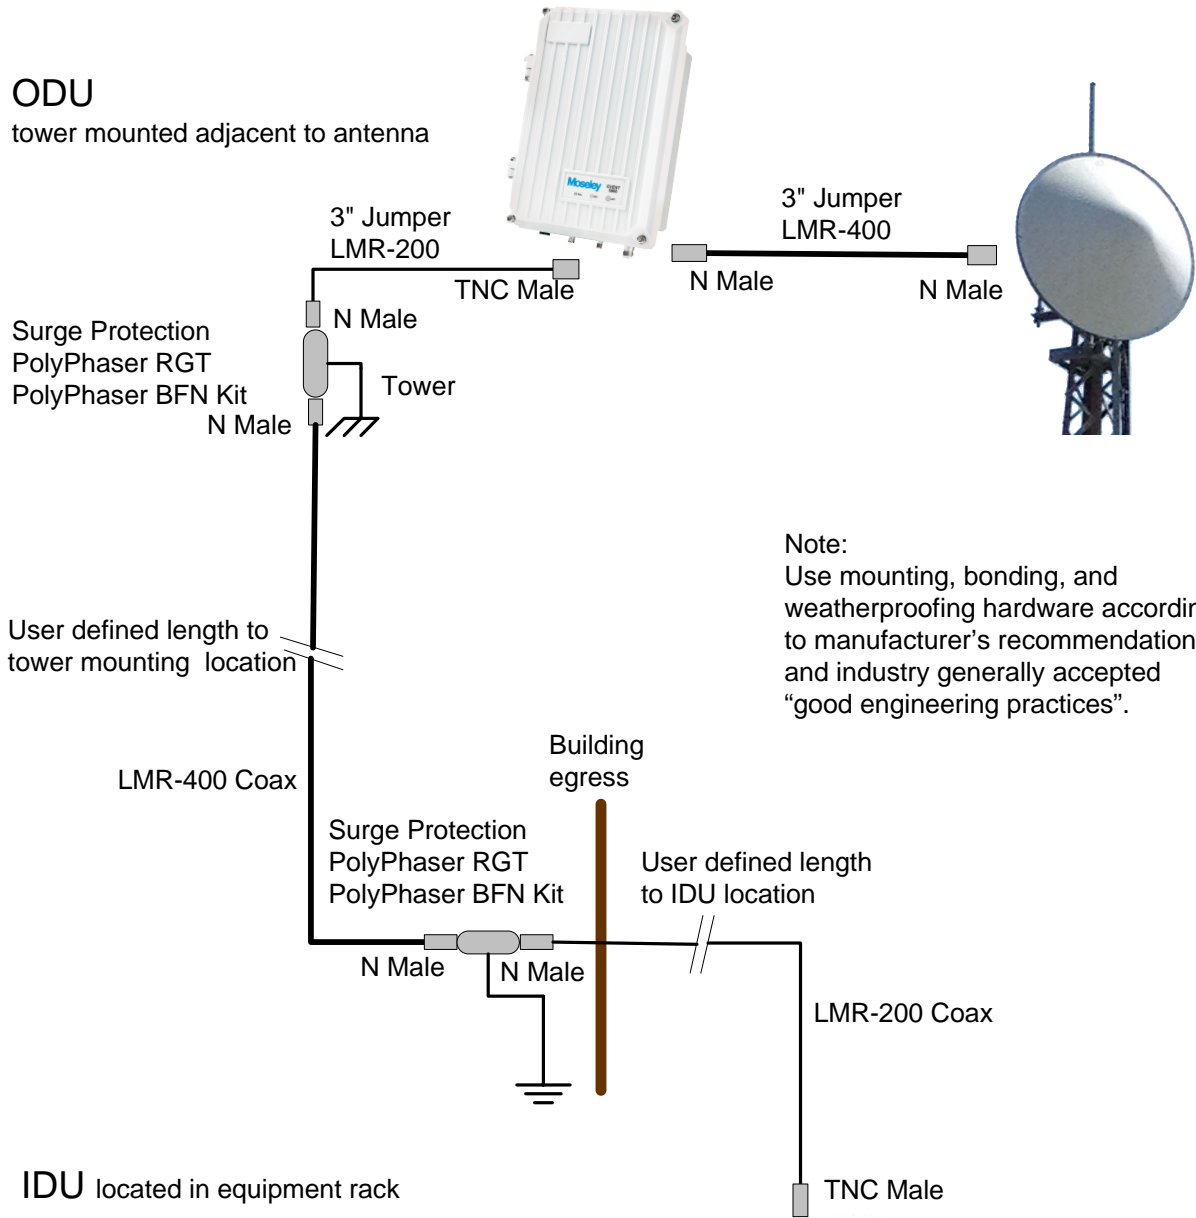 ODU
tower mounted adjacent to antenna
Moseley
EVENT
3" Jumper
LMR-200
TNC Male
3" Jumper
LMR-400
N Male
N Male
N Male
Surge Protection
PolyPhaser RGT
PolyPhaser BFN Kit
N Male
Tower
Note:
Use mounting, bonding, and
weatherproofing hardware accordin
to manufacturer's recommendation
and industry generally accepted
“good engineering practices”.
User defined length to
tower mounting location
LMR-400 Coax
Building
egress
Surge Protection
PolyPhaser RGT
PolyPhaser BFN Kit
User defined length
to IDU location
N Male
N Male
LMR-200 Coax
IDU located in equipment rack
TNC Male